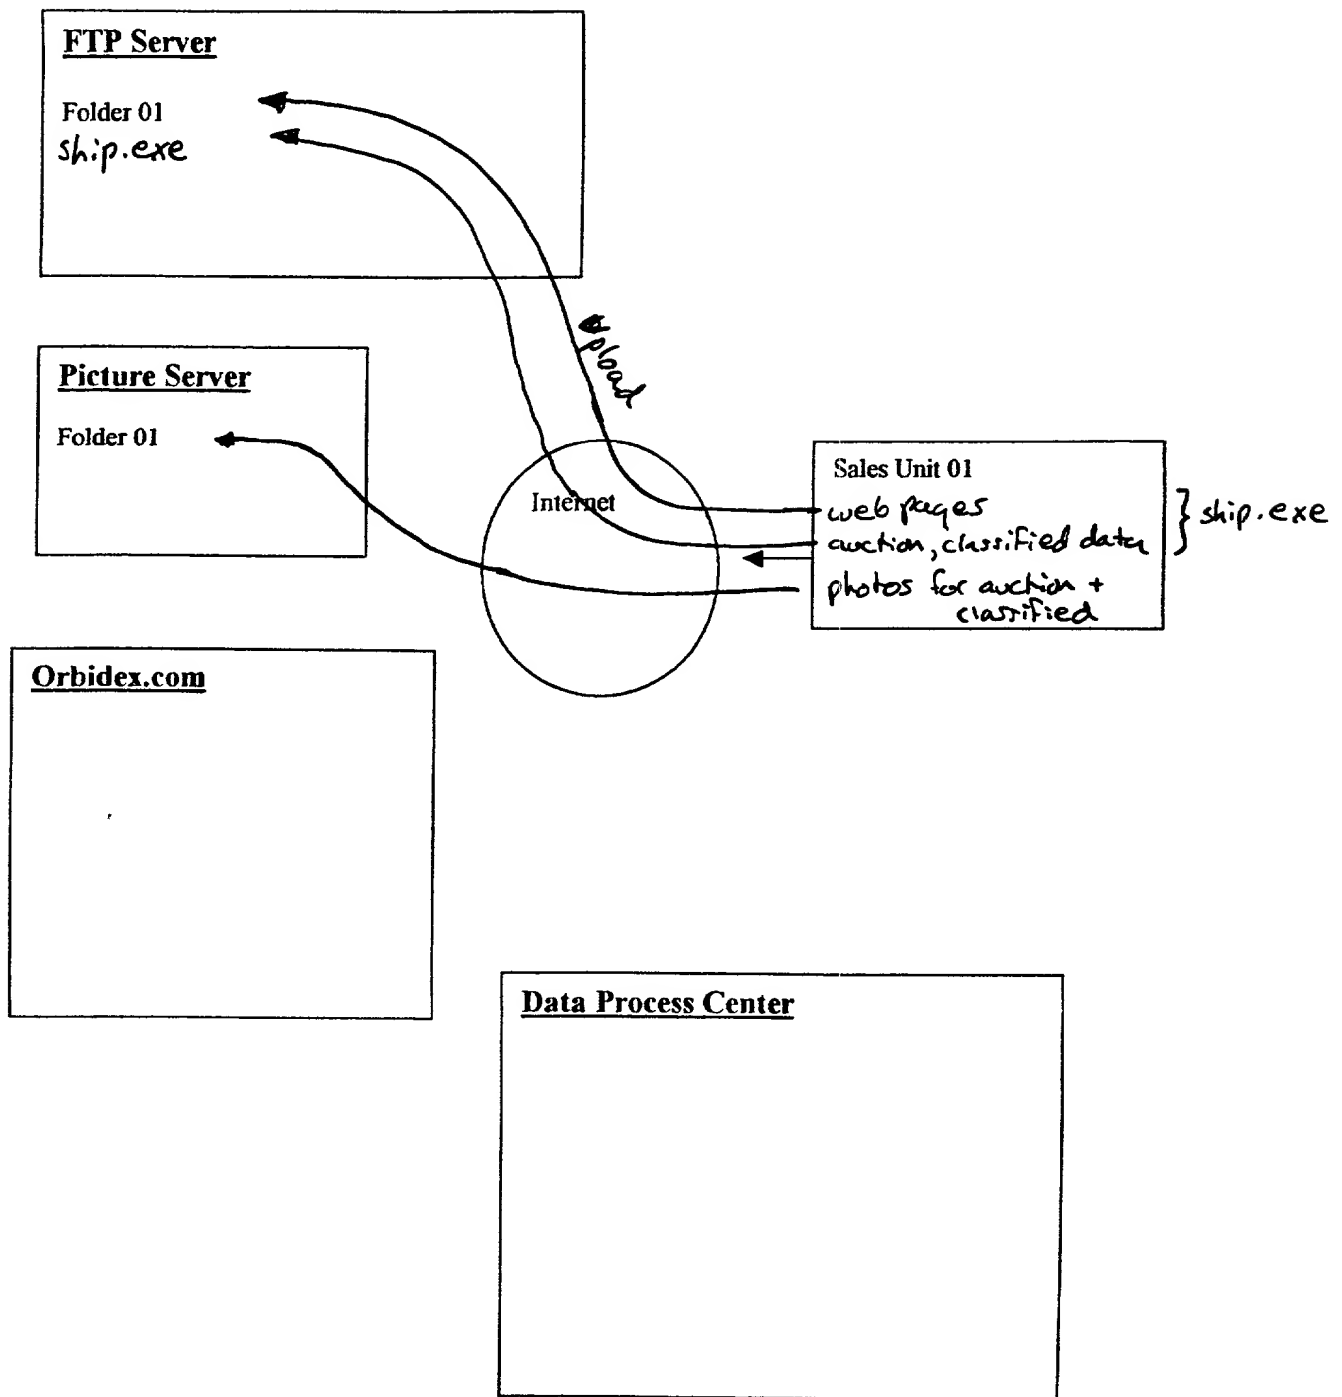 FTP Server
Folder 01
ship.exe
Upload
Picture Server
Folder 01
Internet
Sales Unit 01
web pages
auction, classified data
} ship.exe
photos for auction +
classified
Orbidex.com
Data Process Center